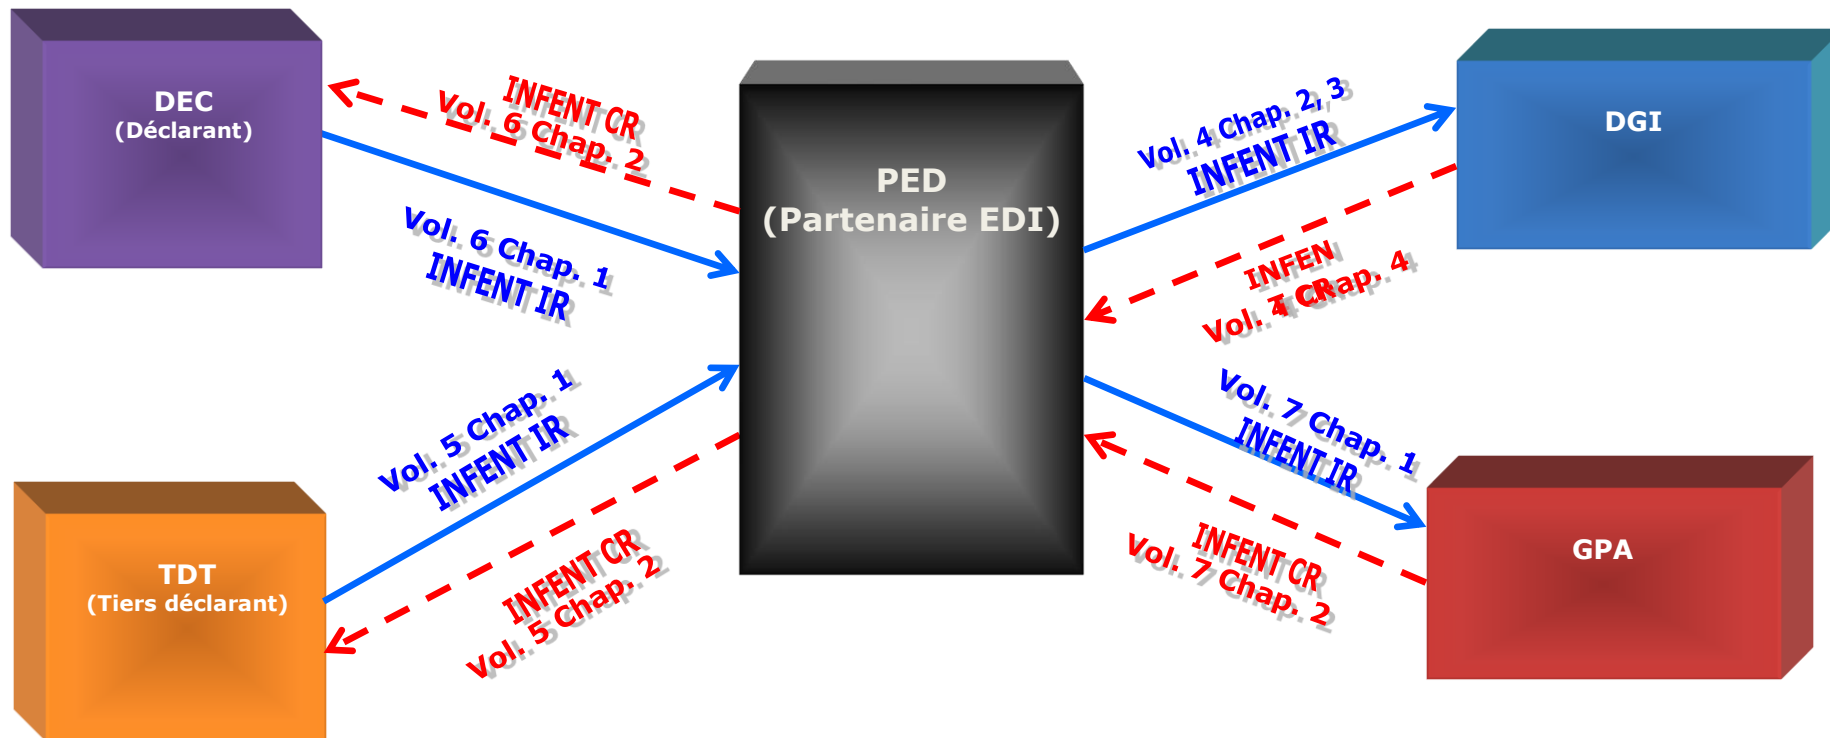 DEC
(Déclarant)
INFENT CR
Vol. 6 Chap. 2
Vol. 6 Chap. 1
INFENT IR
PED
(Partenaire EDI)
Vol. 4 Chap. 2, 3
INFENT IR
DGI
INFEN
T CR
Vol. 4 Chap. 4
Vol. 5 Chap. 1
INFENT IR
INFENT CR
Vol. 5 Chap. 2
TDT
(Tiers déclarant)
Vol. 7 Chap. 1
INFENT IR
INFENT CR
Vol. 7 Chap. 2
GPA